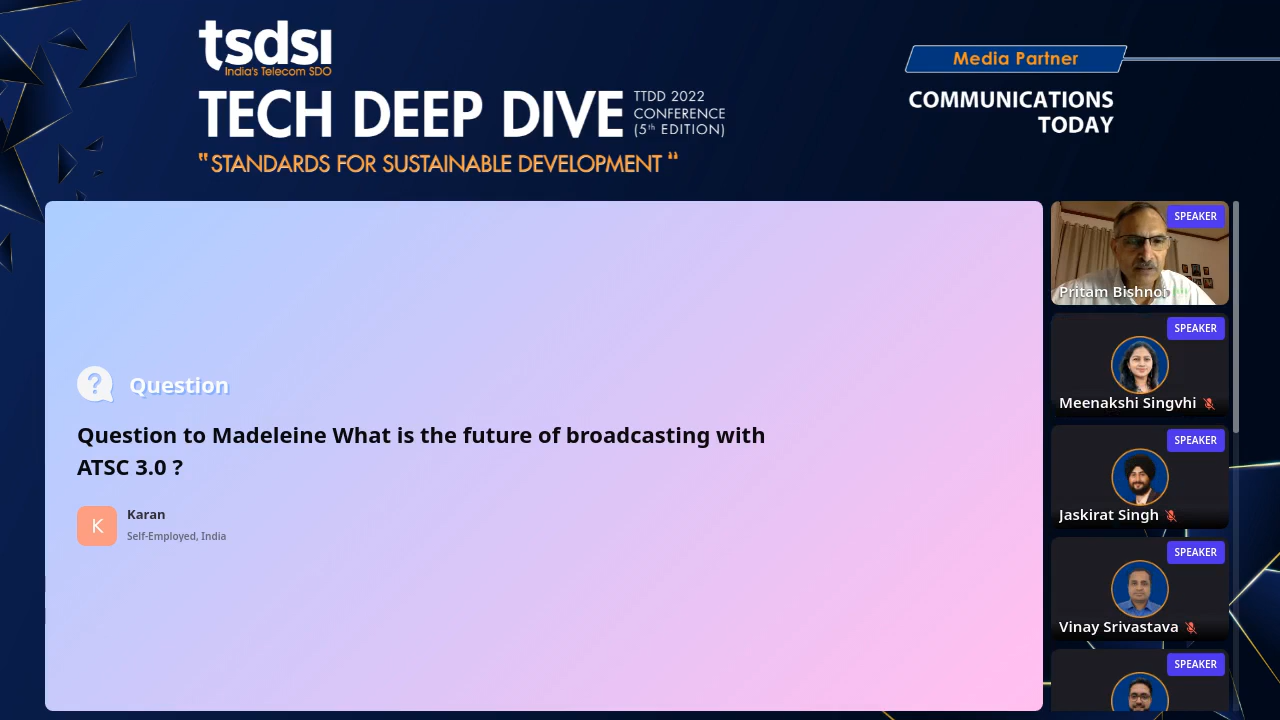 tsdsi
India's Telecom SDO
TECH DEEP DIVE
TTDD 2022
CONFERENCE
(5th EDITION)
"STANDARDS FOR SUSTAINABLE DEVELOPMENT"
Media Partner
COMMUNICATIONS
TODAY
Question
Question to Madeleine What is the future of broadcasting with
ATSC 3.0 ?
K
Karan
Self-Employed, India
SPEAKER
Pritam Bishnoi
SPEAKER
Meenakshi Singvhi
SPEAKER
Jaskirat Singh
SPEAKER
Vinay Srivastava
SPEAKER